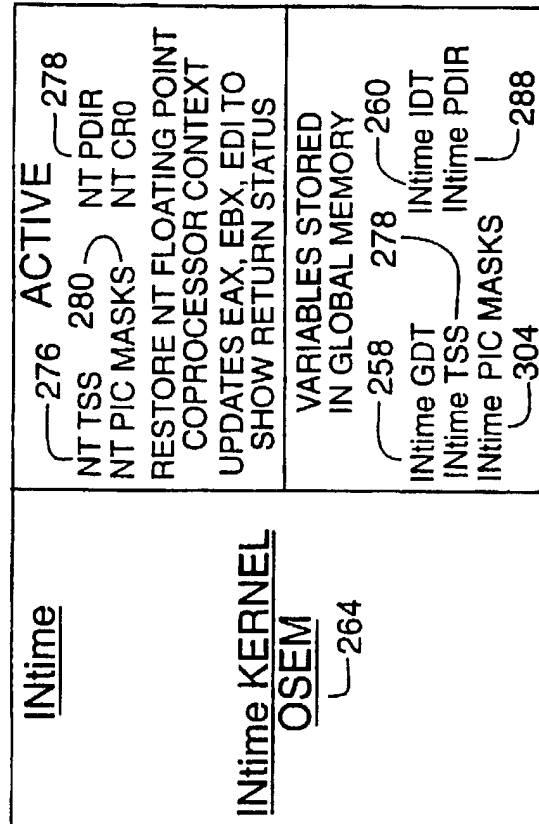 INtime
INtime KERNEL
OSEM
264
ACTIVE
276 280 278
NT TSS NT PDIR
NT PIC MASKS NT CR0
RESTORE NT FLOATING POINT
COPROCESSOR CONTEXT
UPDATES EAX, EBX, EDI TO
SHOW RETURN STATUS
VARIABLES STORED
IN GLOBAL MEMORY
258 278 260
INtime GDT INtime IDT
INtime TSS INtime PDIR
INtime PIC MASKS
304 288